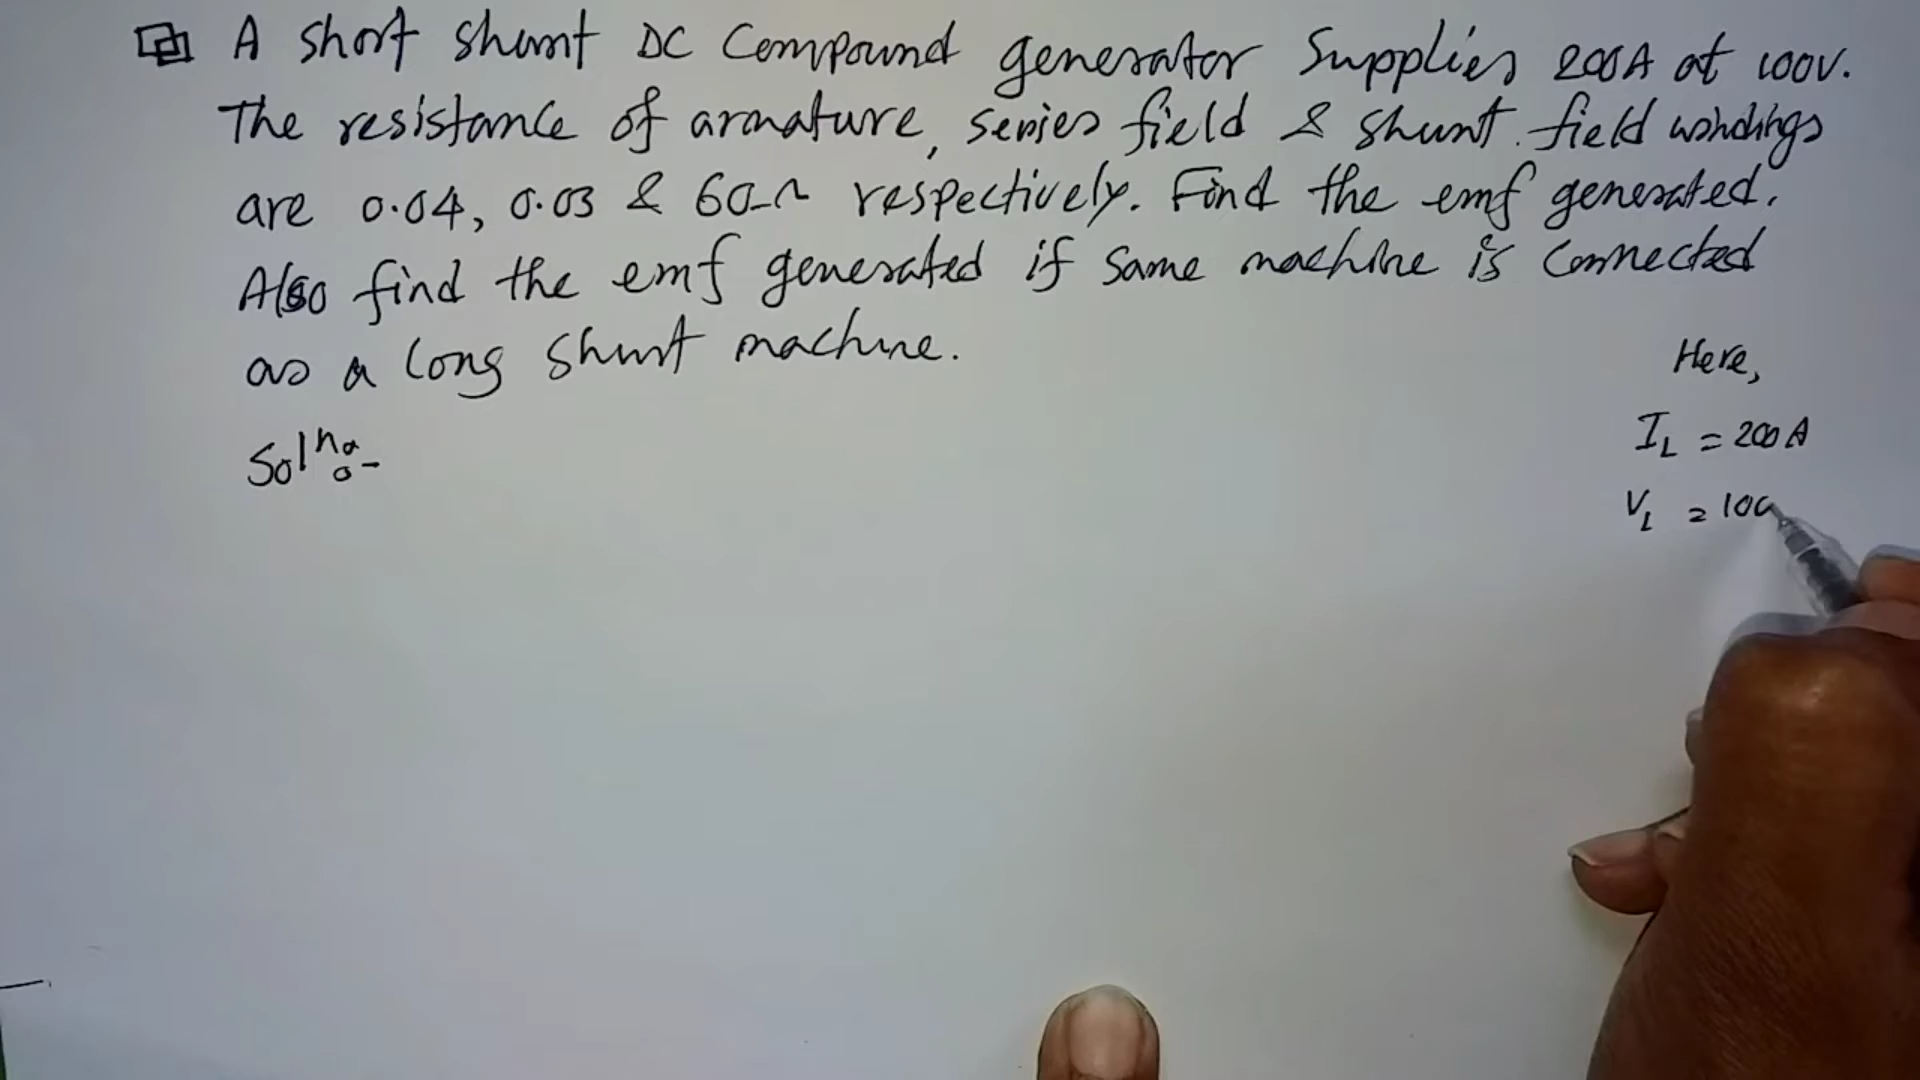 A short shunt DC Compound generator Supplies 200A at 100V.
The resistance of armature, series field & shunt field windings
are 0.04, 0.03 & 60Ω respectively. Find the emf generated.
Also find the emf generated if same machine is connected
as a long shunt machine.
Here,
I_L = 200 A
Solⁿ:-
V_L = 100